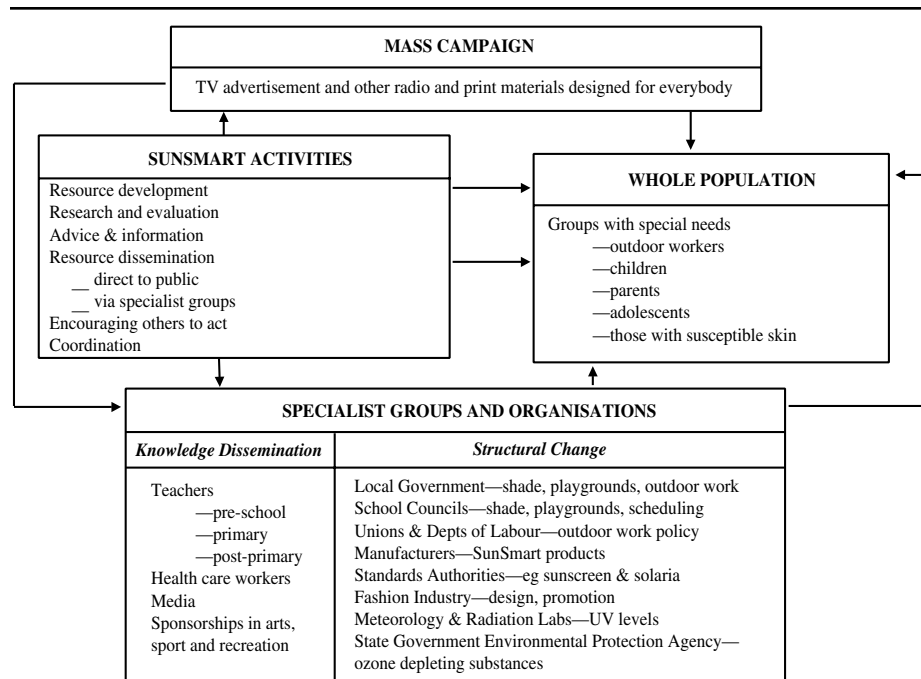 MASS CAMPAIGN
TV advertisement and other radio and print materials designed for everybody
SUNSMART ACTIVITIES
Resource development
Research and evaluation
Advice & information
Resource dissemination
__ direct to public
__ via specialist groups
Encouraging others to act
Coordination
WHOLE POPULATION
Groups with special needs
—outdoor workers
—children
—parents
—adolescents
—those with susceptible skin
SPECIALIST GROUPS AND ORGANISATIONS
Knowledge Dissemination
Teachers
—pre-school
—primary
—post-primary
Health care workers
Media
Sponsorships in arts,
sport and recreation
Structural Change
Local Government—shade, playgrounds, outdoor work
School Councils—shade, playgrounds, scheduling
Unions & Depts of Labour—outdoor work policy
Manufacturers—SunSmart products
Standards Authorities—eg sunscreen & solaria
Fashion Industry—design, promotion
Meteorology & Radiation Labs—UV levels
State Government Environmental Protection Agency—
ozone depleting substances